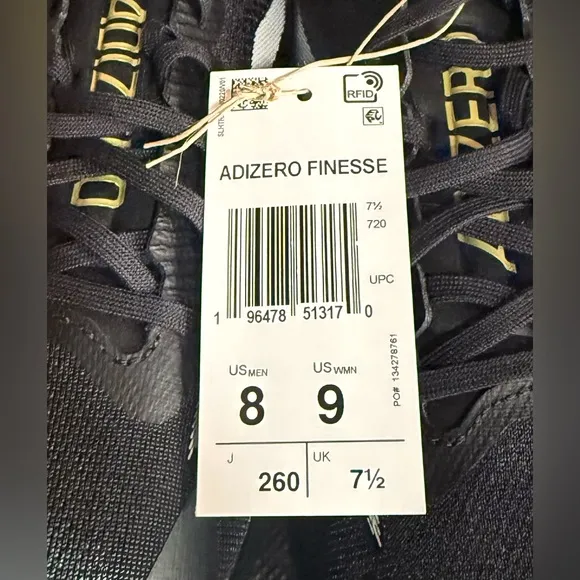 RFID
ADIZERO FINESSE
7½
720
UPC
1 96478 51317 0
US MEN
8
US WMN
9
PO# 134278761
J
260
UK
7½